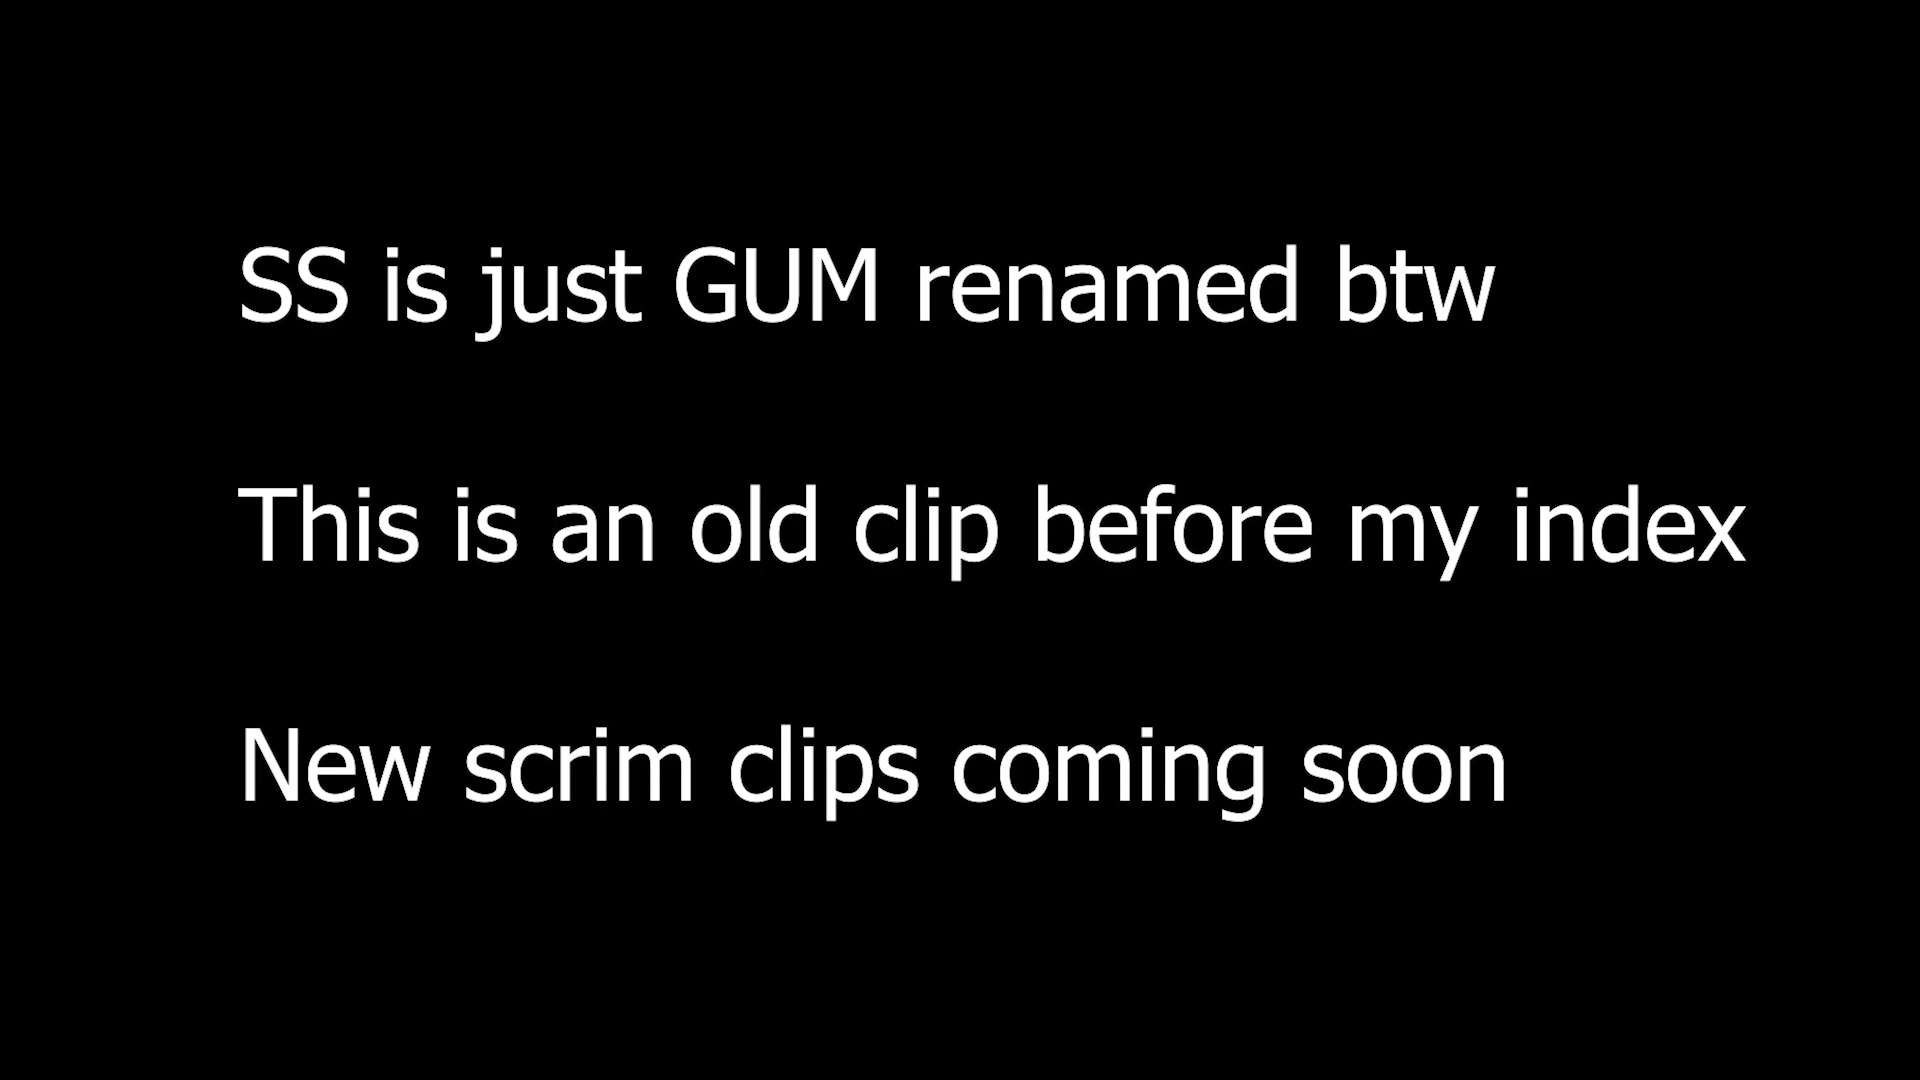 SS is just GUM renamed btw
This is an old clip before my index
New scrim clips coming soon